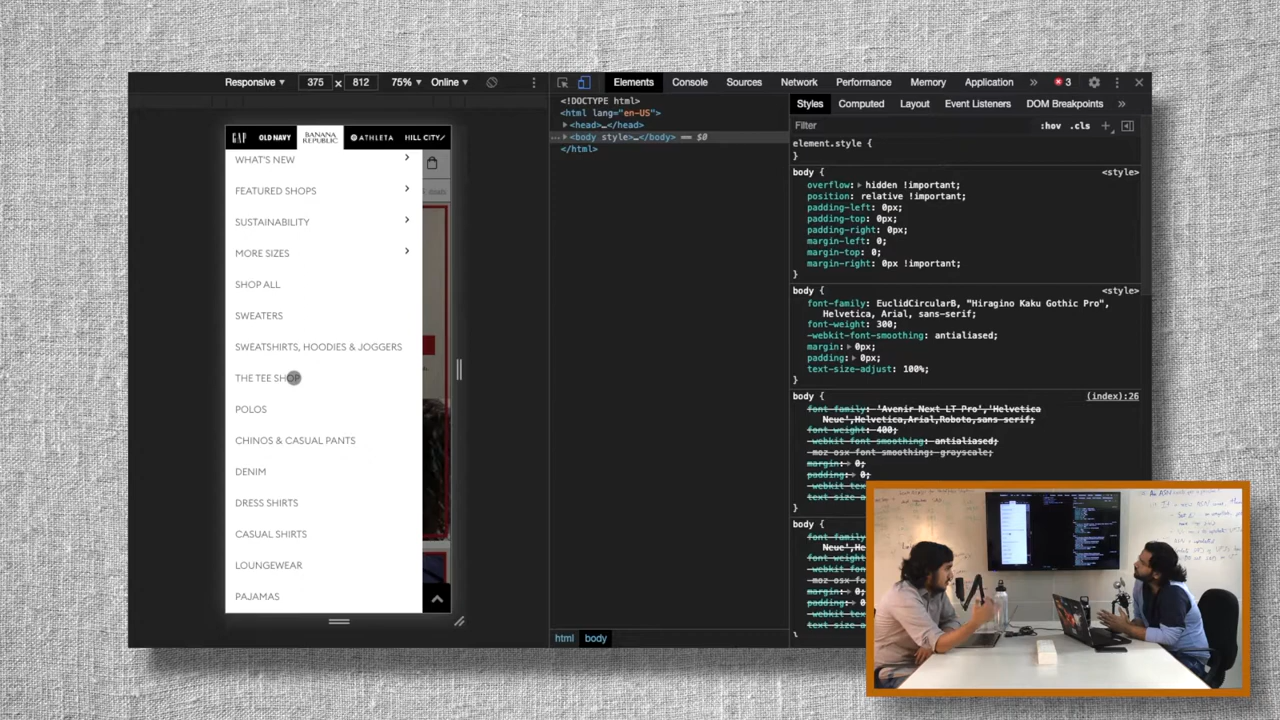 Responsive ▾ 375 x 812 75% ▾ Online ▾
Elements Console Sources Network Performance Memory Application » 3
GAP OLD NAVY BANANA REPUBLIC ATHLETA HILL CITY
WHAT'S NEW
FEATURED SHOPS
SUSTAINABILITY
MORE SIZES
SHOP ALL
SWEATERS
SWEATSHIRTS, HOODIES & JOGGERS
THE TEE SHOP
POLOS
CHINOS & CASUAL PANTS
DENIM
DRESS SHIRTS
CASUAL SHIRTS
LOUNGEWEAR
PAJAMAS
<!DOCTYPE html>
<html lang="en-US">
<head>…</head>
<body style>…</body> == $0
</html>
html body
Styles Computed Layout Event Listeners DOM Breakpoints »
Filter :hov .cls +
element.style {
}
body { <style>
overflow: hidden !important;
position: relative !important;
padding-left: 0px;
padding-top: 0px;
padding-right: 0px;
margin-left: 0;
margin-top: 0;
margin-right: 0px !important;
}
body { <style>
font-family: EuclidCircularB, "Hiragino Kaku Gothic Pro",
Helvetica, Arial, sans-serif;
font-weight: 300;
-webkit-font-smoothing: antialiased;
margin: 0px;
padding: 0px;
text-size-adjust: 100%;
}
body { (index):26
font-family: 'Avenir Next LT Pro','Helvetica
Neue',Helvetica,Arial,Roboto,sans-serif;
font-weight: 400;
-webkit-font-smoothing: antialiased;
-moz-osx-font-smoothing: grayscale;
margin: 0;
padding: 0;
}
body {